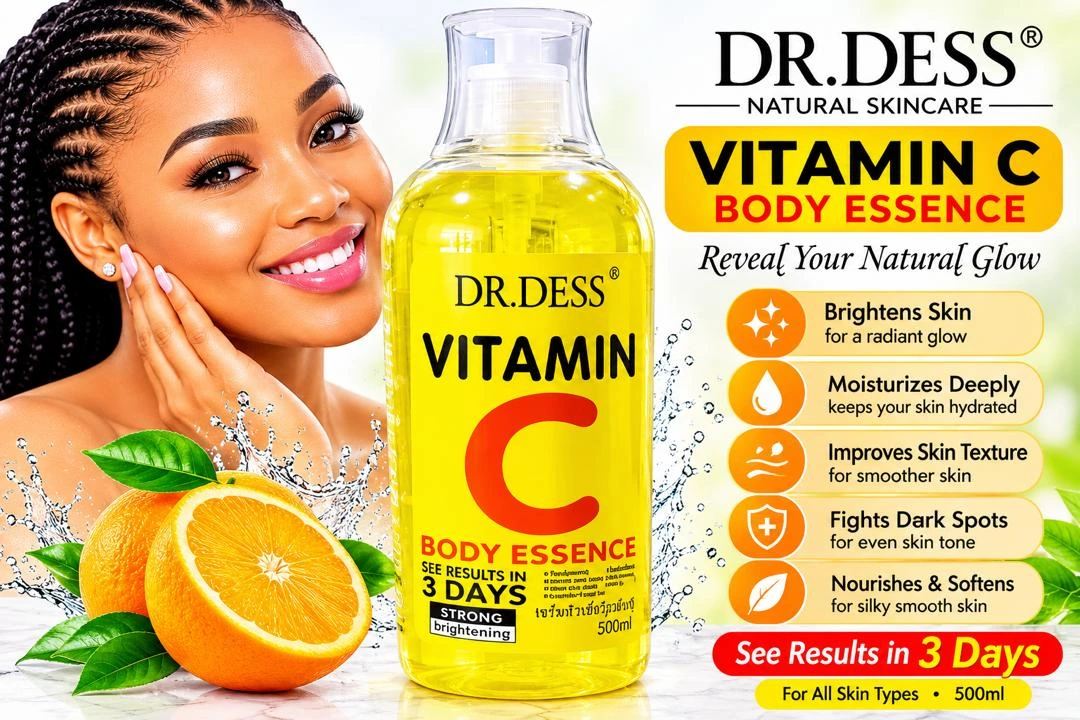 DR.DESS®
NATURAL SKINCARE
VITAMIN C
BODY ESSENCE
Reveal Your Natural Glow
Brightens Skin
for a radiant glow
Moisturizes Deeply
keeps your skin hydrated
Improves Skin Texture
for smoother skin
Fights Dark Spots
for even skin tone
Nourishes & Softens
for silky smooth skin
See Results in 3 Days
For All Skin Types • 500ml
DR.DESS®
VITAMIN
C
BODY ESSENCE
SEE RESULTS IN
3 DAYS
STRONG
brightening
500ml